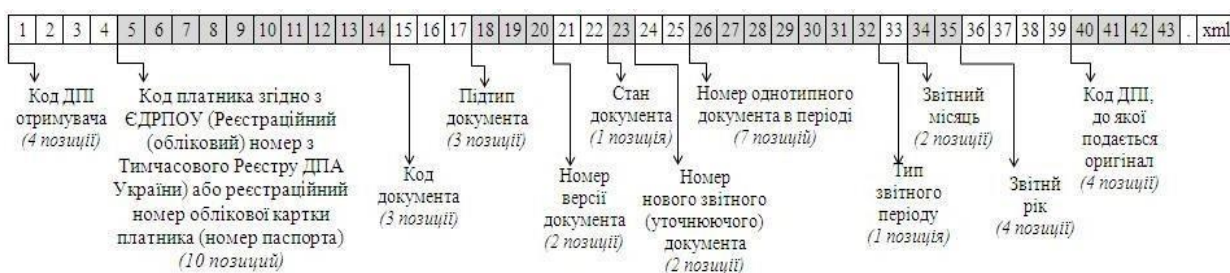 1 2 3 4 5 6 7 8 9 10 11 12 13 14 15 16 17 18 19 20 21 22 23 24 25 26 27 28 29 30 31 32 33 34 35 36 37 38 39 40 41 42 43 . xml
Код ДПІ
отримувача
(4 позиції)
Код платника згідно з
ЄДРПОУ (Реєстраційний
(обліковий) номер з
Тимчасового Реєстру ДПА
України) або реєстраційний
номер облікової картки
платника (номер паспорта)
(10 позиций)
Код
документа
(3 позиції)
Підтип
документа
(3 позиції)
Номер
версії
документа
(2 позиції)
Стан
документа
(1 позиція)
Номер
нового звітного
(уточнюючого)
документа
(2 позиції)
Номер однотипного
документа в періоді
(7 позицій)
Тип
звітного
періоду
(1 позиція)
Звітний
місяць
(2 позиції)
Звітнй
рік
(4 позиції)
Код ДПІ,
до якої
подається
оригінал
(4 позиції)